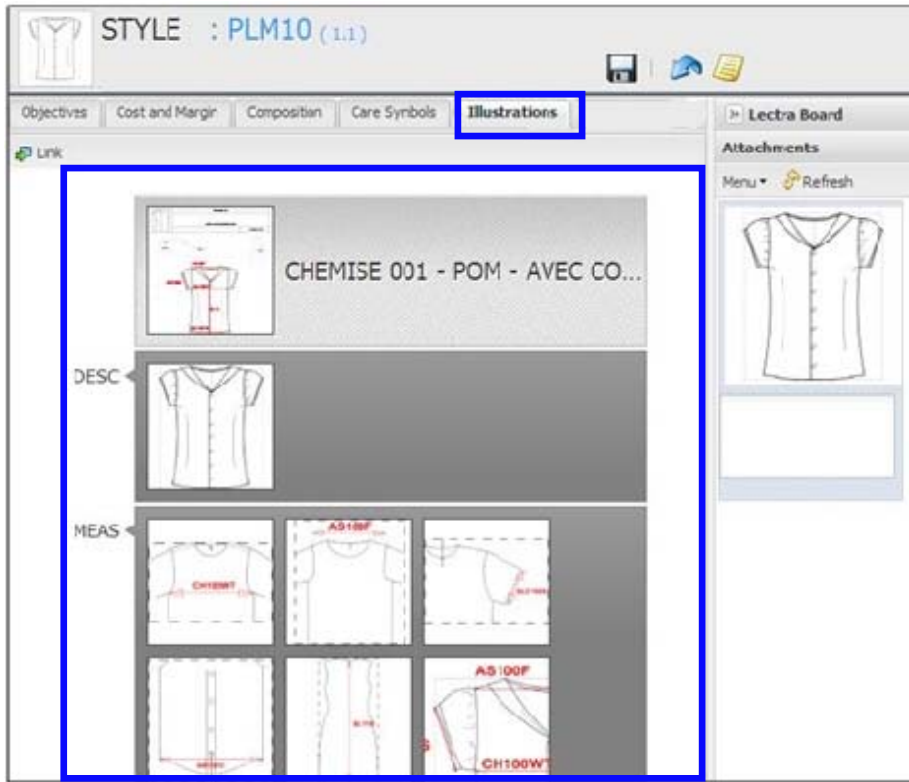 STYLE : PLM10 (1.1)
Objectives Cost and Margin Composition Care Symbols Illustrations
Link
Lectra Board
Attachments
Menu Refresh
CHEMISE 001 - POM - AVEC CO...
DESC
MEAS
CH100WT
AS100F
AS100F
CH100WT